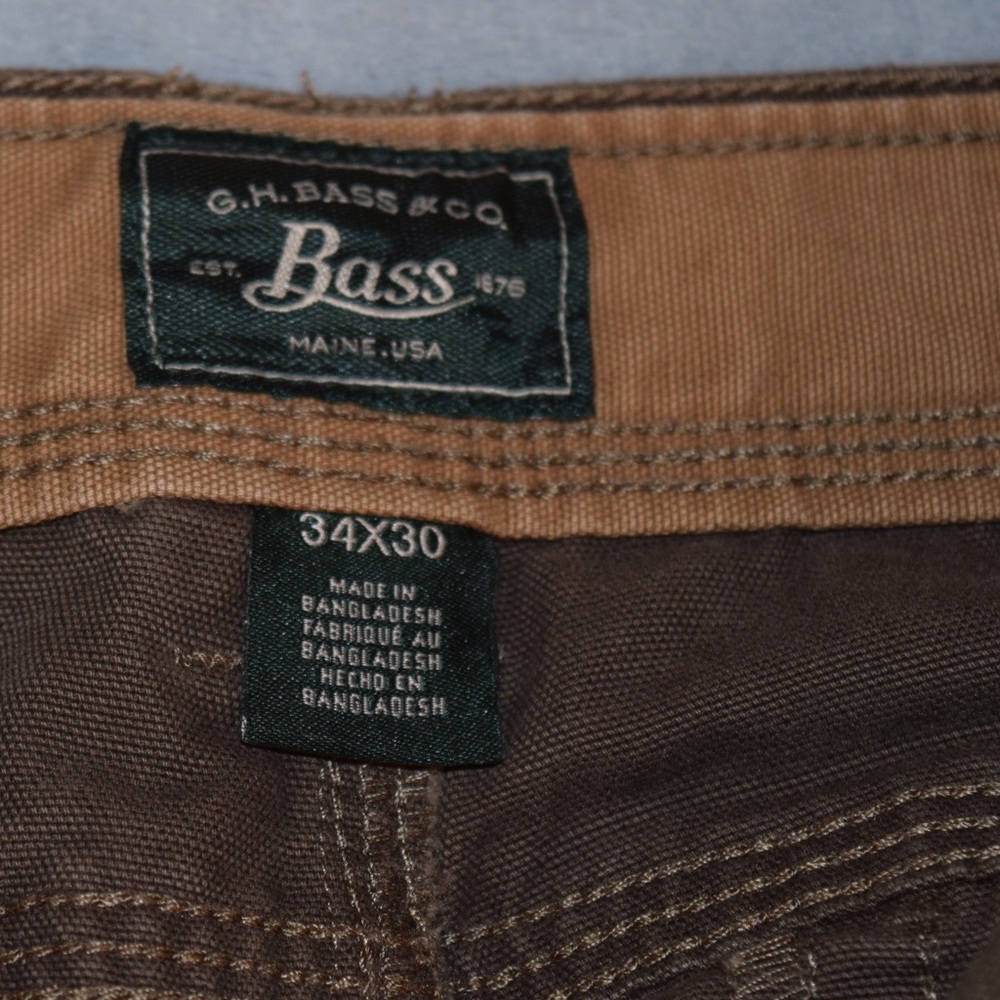 G.H. BASS & CO.
EST. Bass 1876
MAINE, USA
34X30
MADE IN
BANGLADESH
FABRIQUÉ AU
BANGLADESH
HECHO EN
BANGLADESH